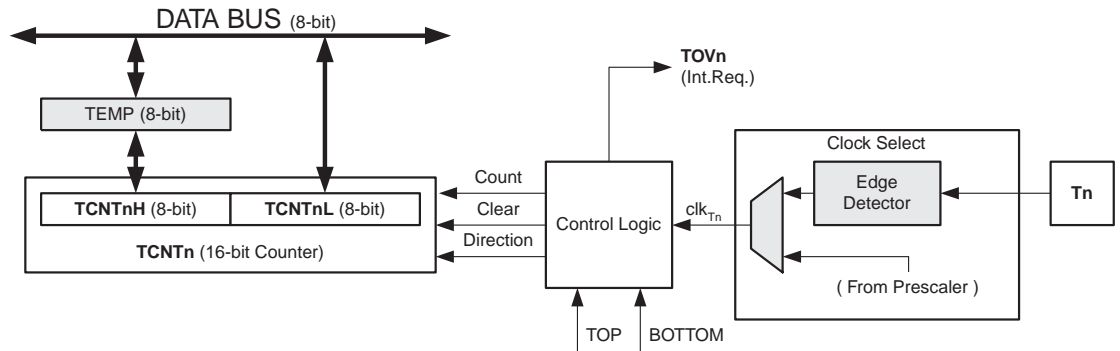 DATA BUS (8-bit)
TOVn
(Int.Req.)
TEMP (8-bit)
Clock Select
Count
Edge
Detector
Tn
TCNTnH (8-bit) TCNTnL (8-bit)
Clear
Control Logic
clkTn
Direction
TCNTn (16-bit Counter)
( From Prescaler )
TOP
BOTTOM